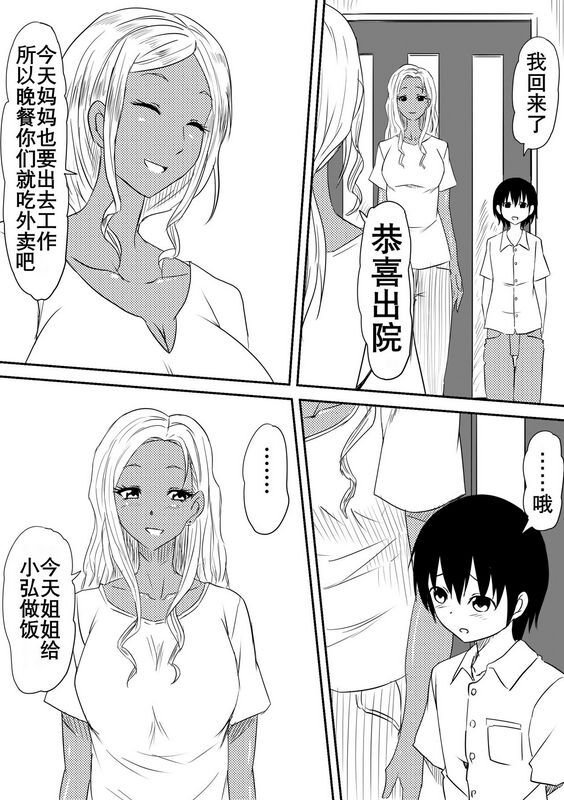 我回来了
恭喜出院
今天妈妈也要出去工作
所以晚餐你们就吃外卖吧
……哦
……
今天姐姐给
小弘做饭